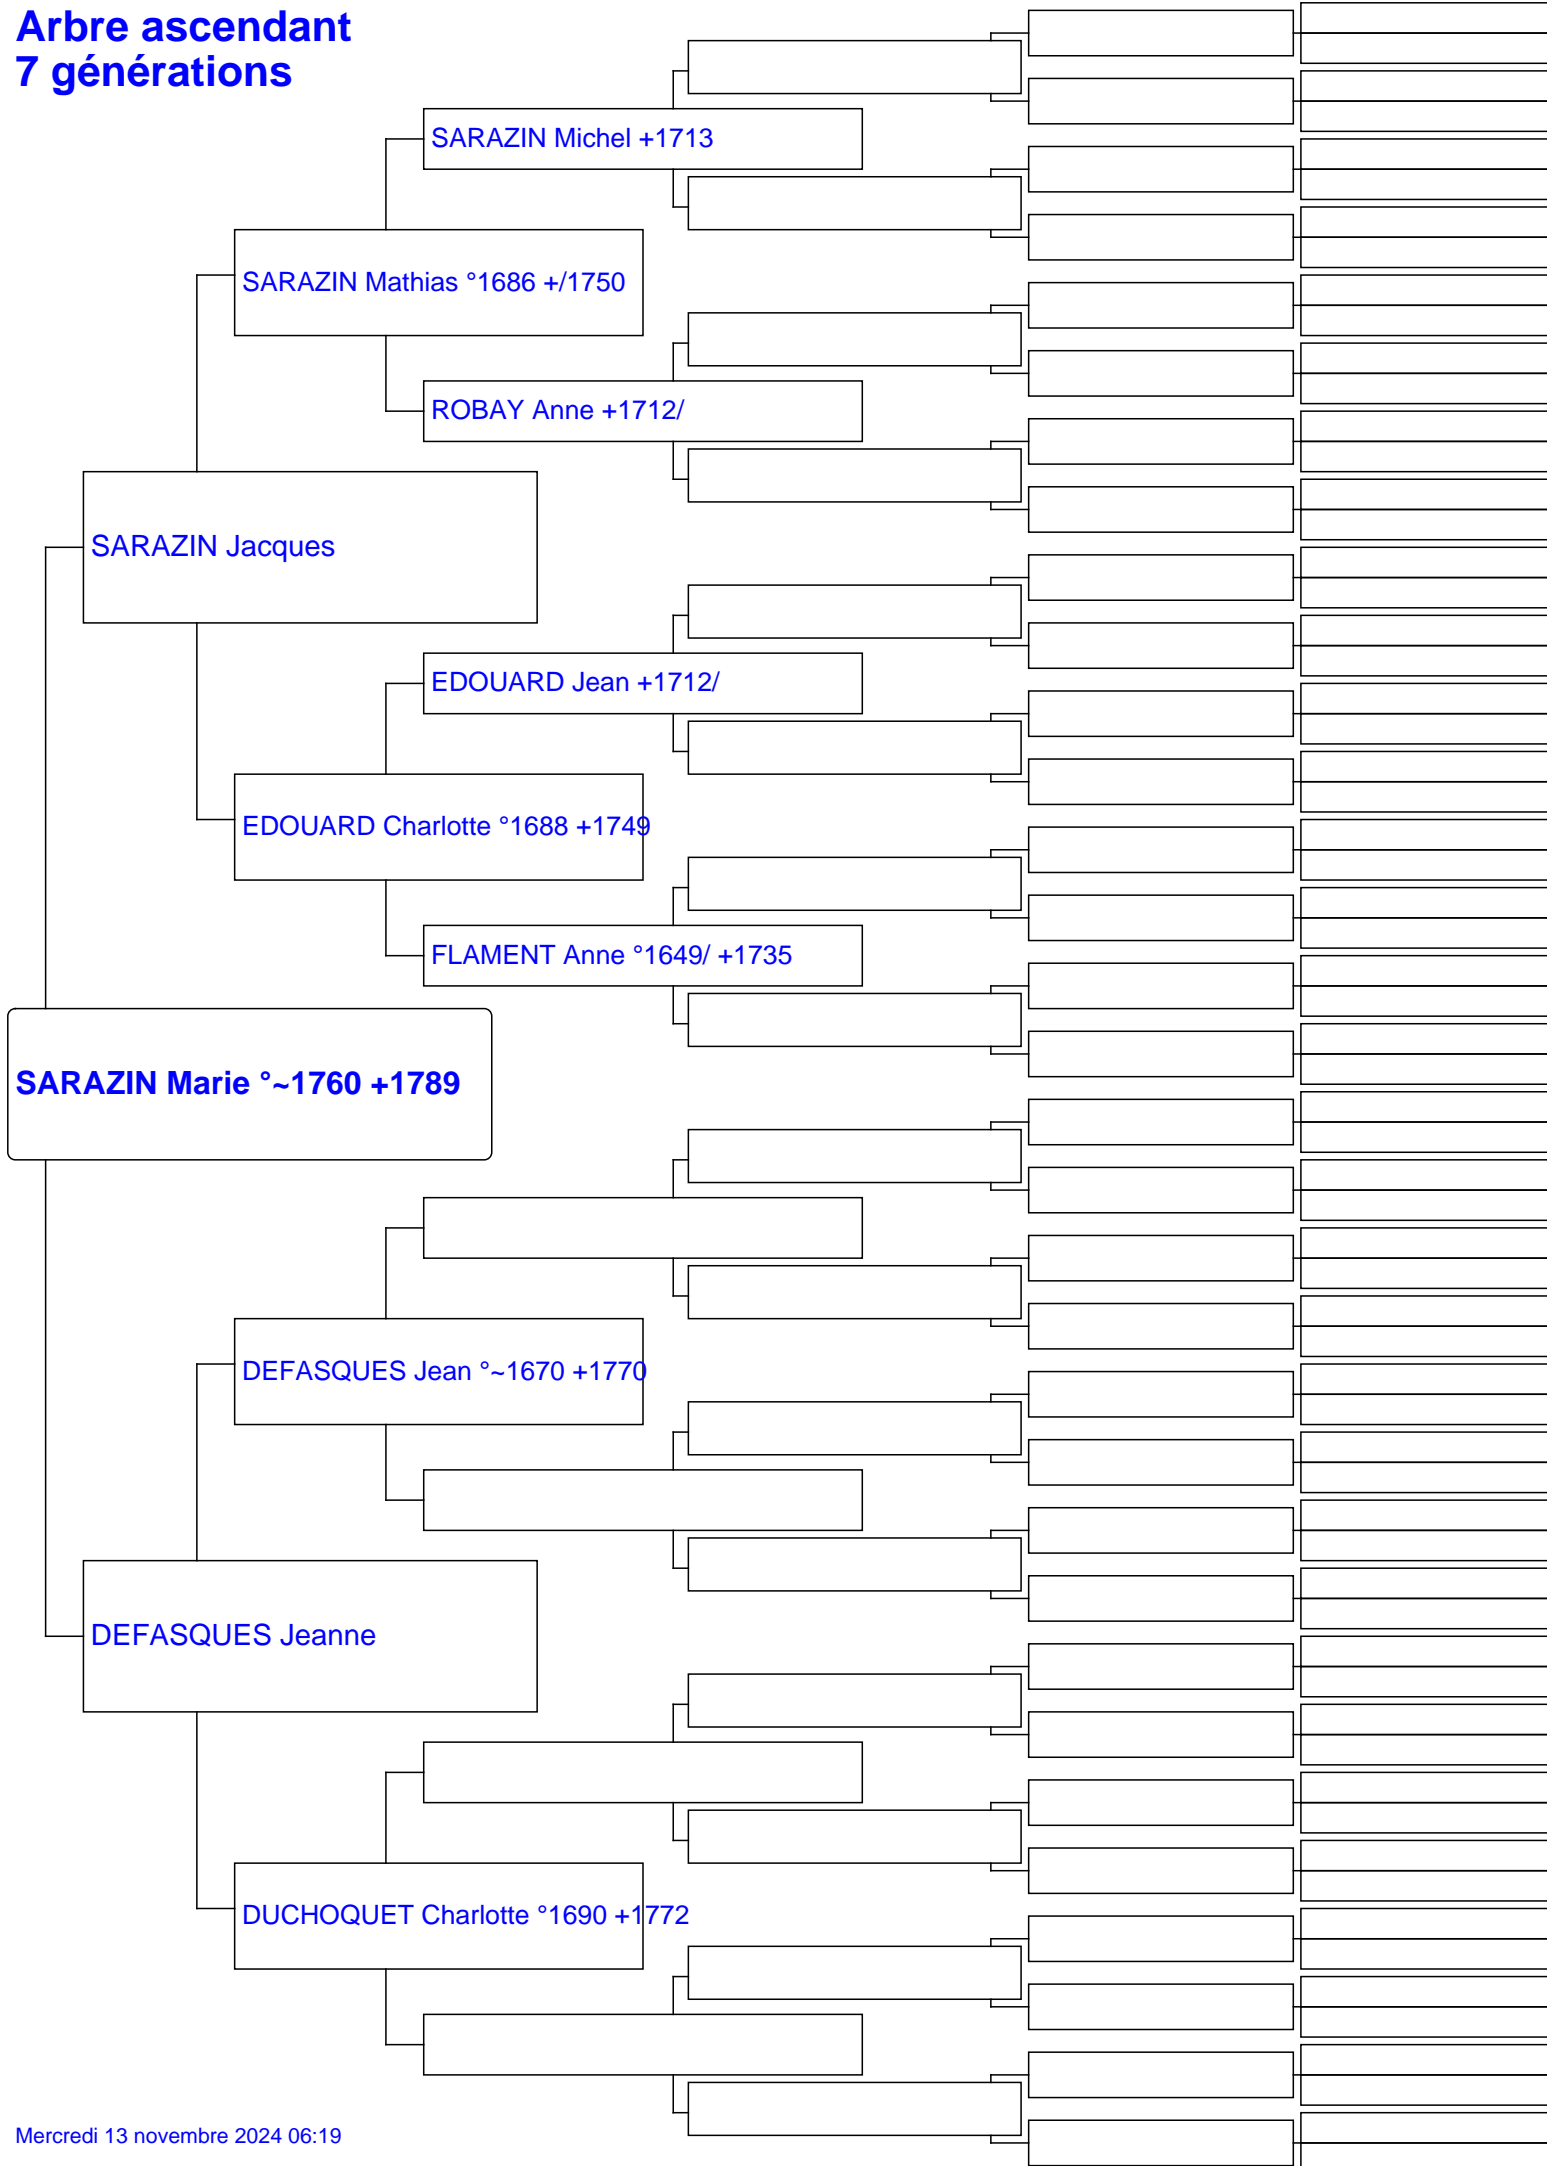 Arbre ascendant
7 générations
SARAZIN Michel +1713
SARAZIN Mathias °1686 +/1750
ROBAY Anne +1712/
SARAZIN Jacques
EDOUARD Jean +1712/
EDOUARD Charlotte °1688 +1749
FLAMENT Anne °1649/ +1735
SARAZIN Marie °~1760 +1789
DEFASQUES Jean °~1670 +1770
DEFASQUES Jeanne
DUCHOQUET Charlotte °1690 +1772
Mercredi 13 novembre 2024 06:19